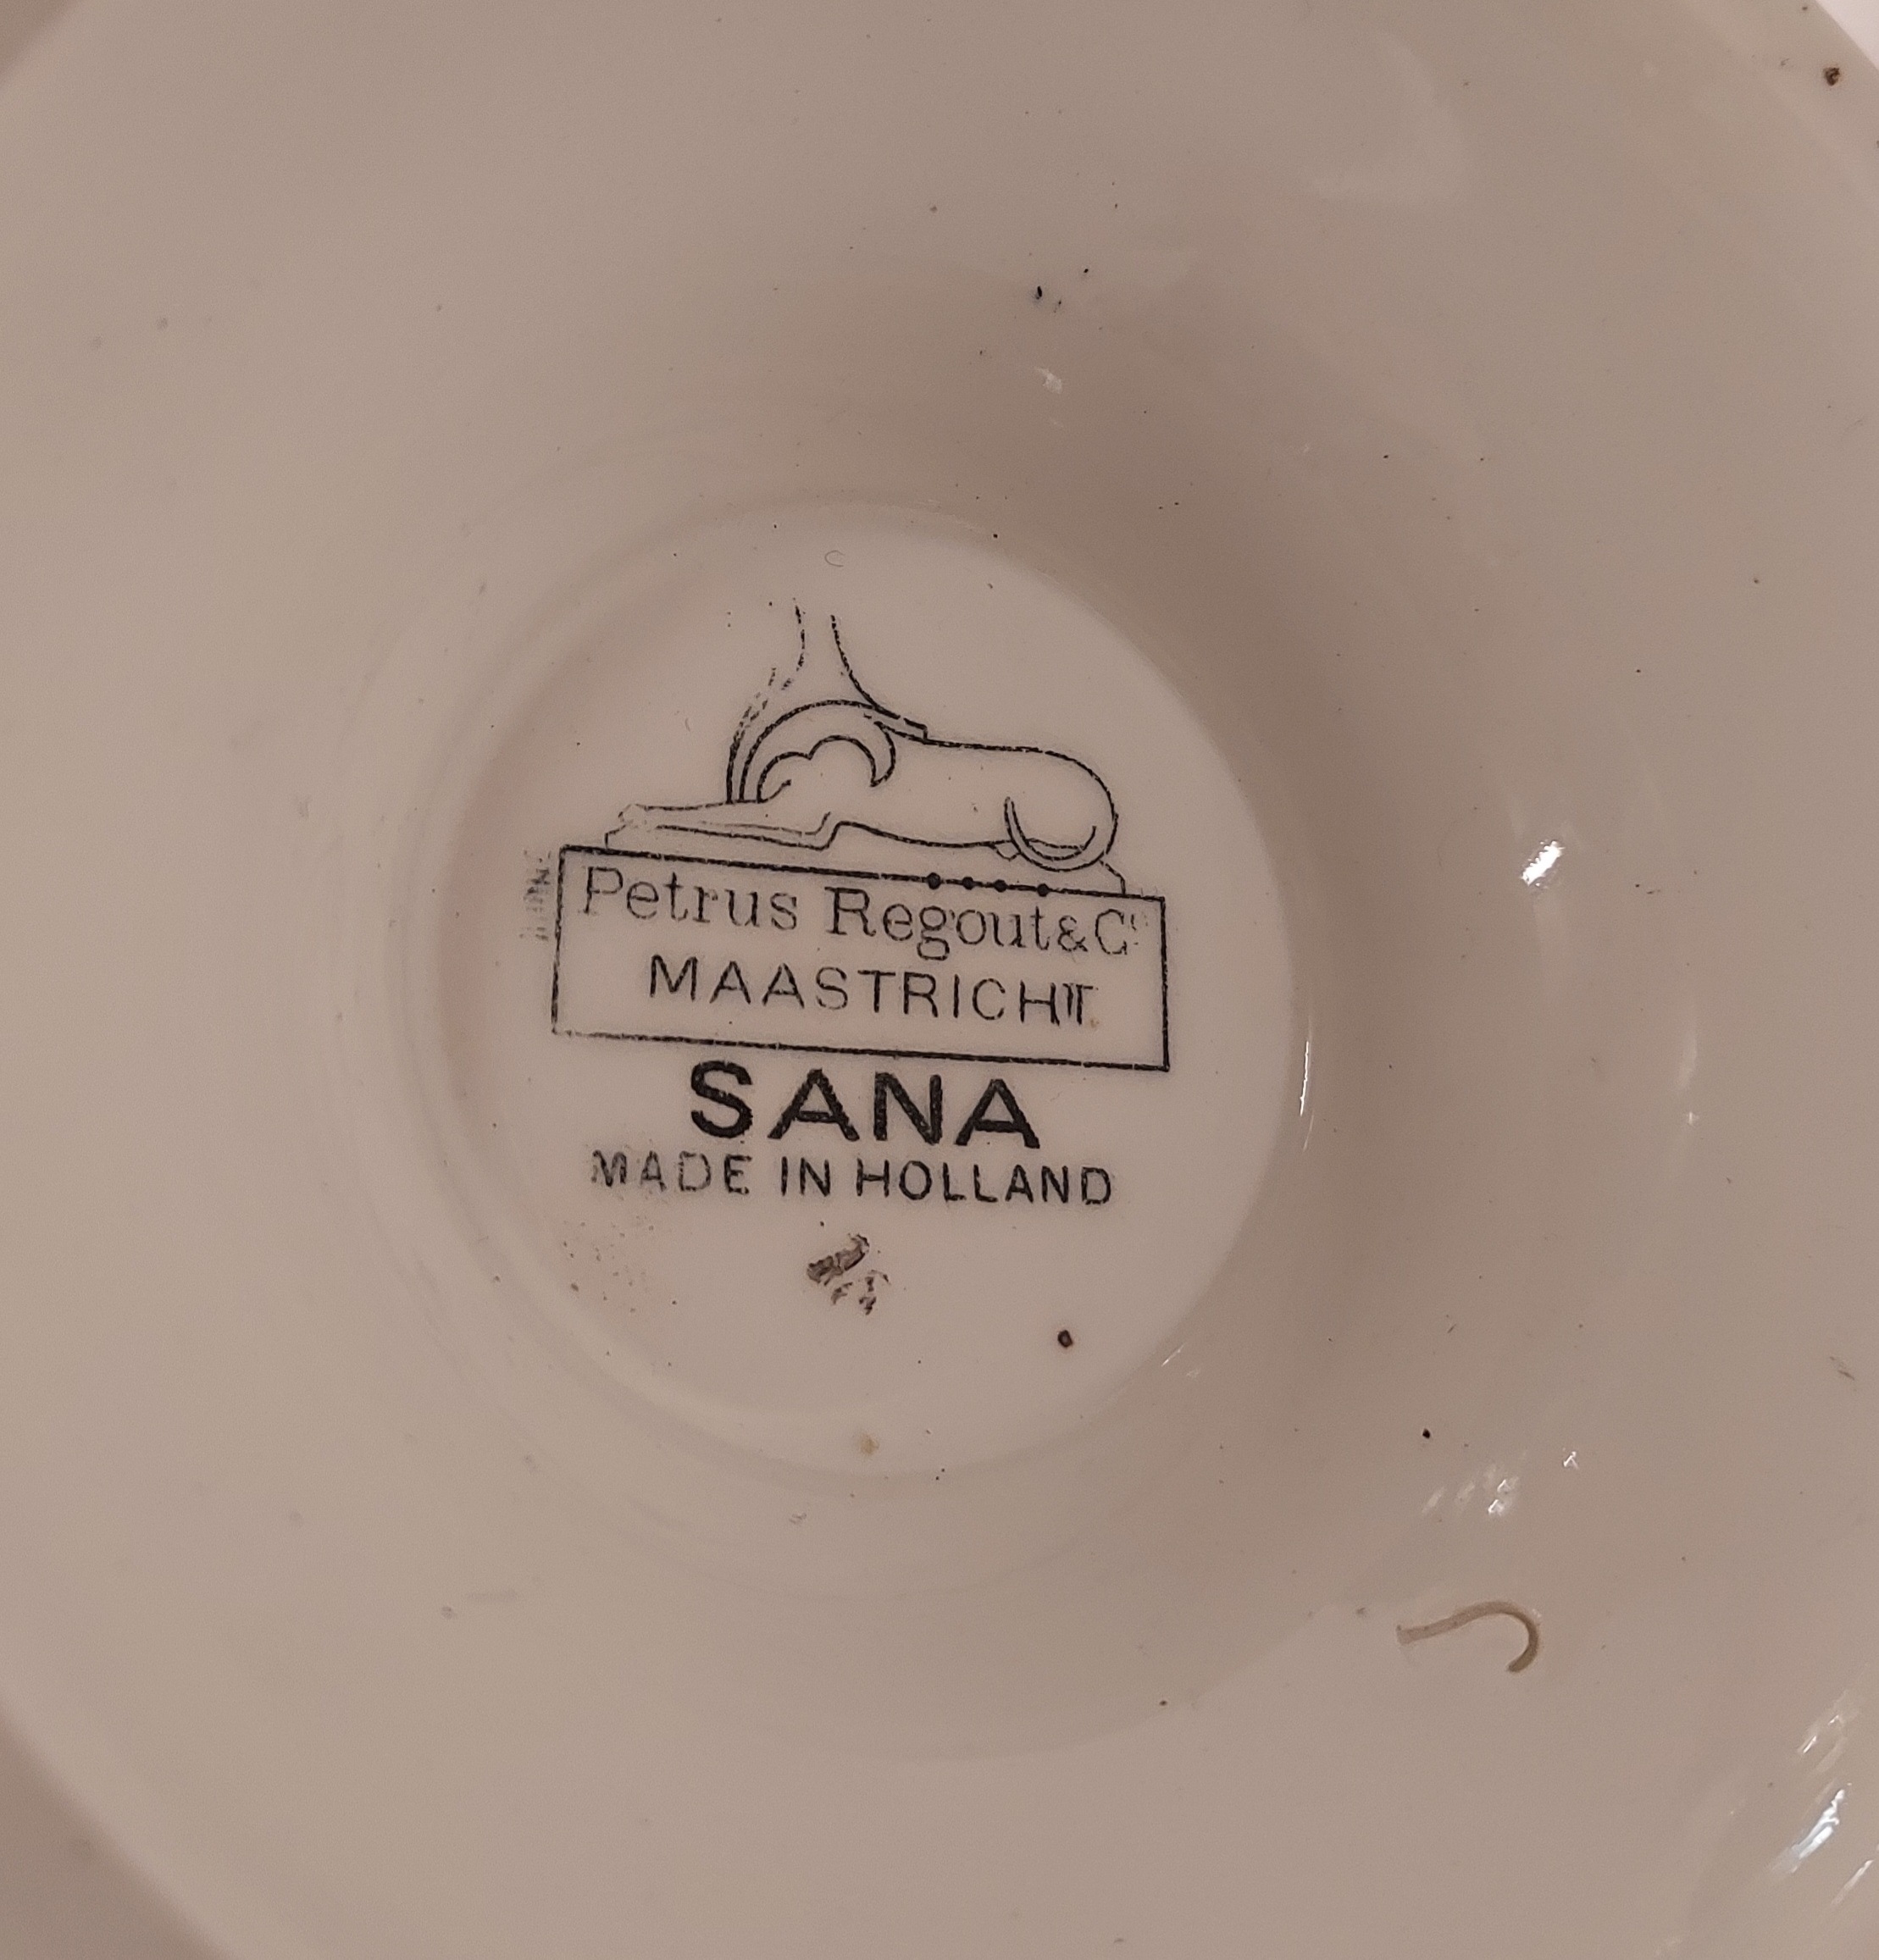 Petrus Regout & Co
MAASTRICHT
SANA
MADE IN HOLLAND